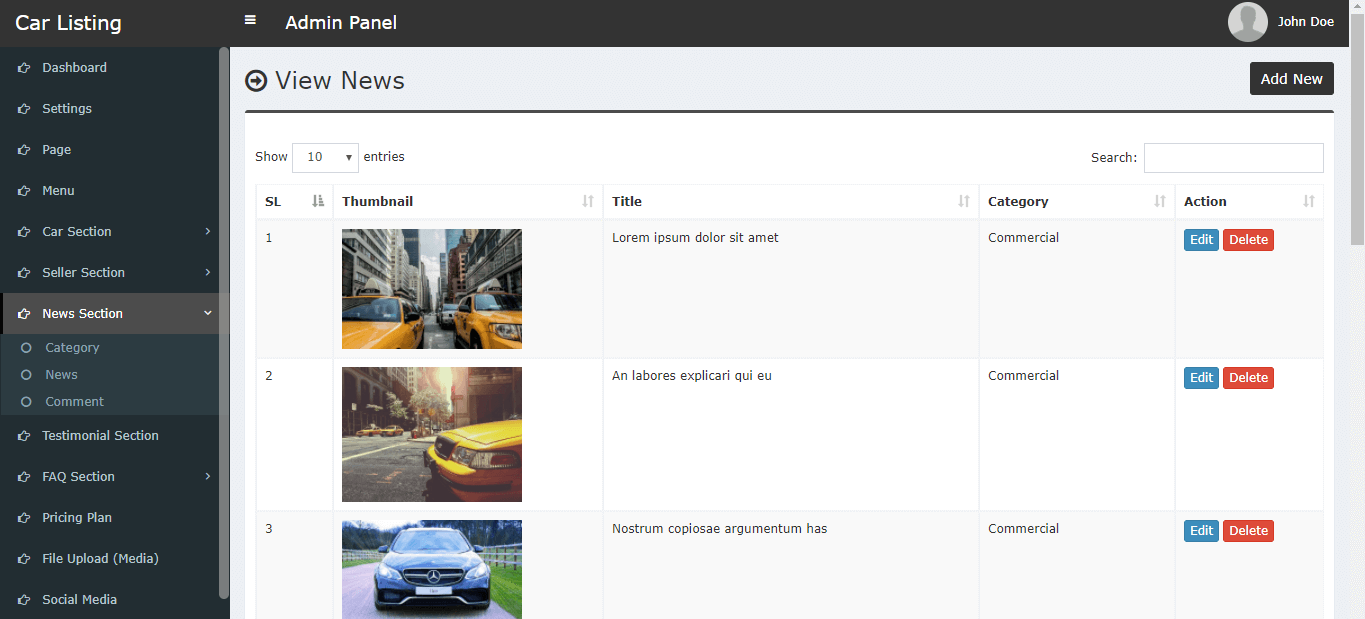 Car Listing
Admin Panel
John Doe
Dashboard
Settings
Page
Menu
Car Section
Seller Section
News Section
Category
News
Comment
Testimonial Section
FAQ Section
Pricing Plan
File Upload (Media)
Social Media
View News
Add New
Show 10 entries
Search:
SL Thumbnail Title Category Action
1 Lorem ipsum dolor sit amet Commercial Edit Delete
2 An labores explicari qui eu Commercial Edit Delete
3 Nostrum copiosae argumentum has Commercial Edit Delete